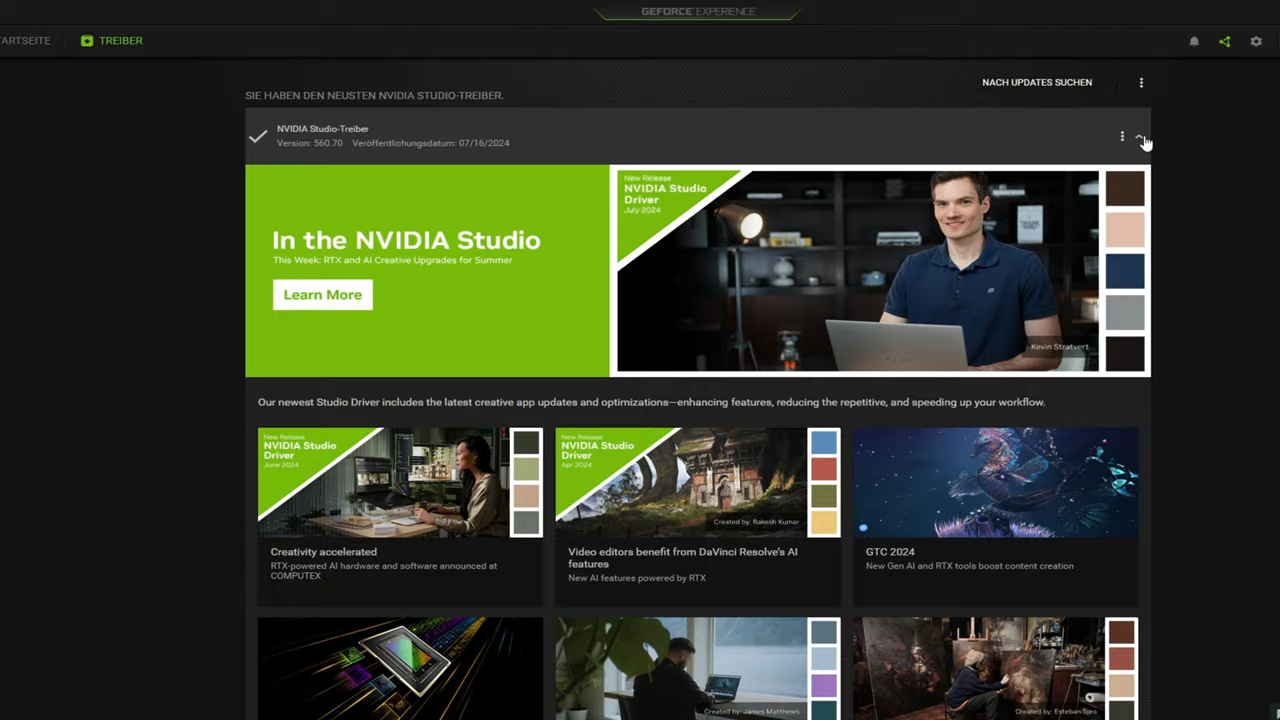 GEFORCE EXPERIENCE
ARTSEITE
TREIBER
NACH UPDATES SUCHEN
SIE HABEN DEN NEUSTEN NVIDIA STUDIO-TREIBER.
NVIDIA Studio-Treiber
Version: 560.70 Veröffentlichungsdatum: 07/16/2024
In the NVIDIA Studio
This Week: RTX and AI Creative Upgrades for Summer
Learn More
New Release
NVIDIA Studio
Driver
July 2024
Kevin Stratvert
Our newest Studio Driver includes the latest creative app updates and optimizations—enhancing features, reducing the repetitive, and speeding up your workflow.
New Release
NVIDIA Studio
Driver
June 2024
New Release
NVIDIA Studio
Driver
Apr 2024
Created by: Rakesh Kumar
Creativity accelerated
RTX-powered AI hardware and software announced at
COMPUTEX
Video editors benefit from DaVinci Resolve's AI
features
New AI features powered by RTX
GTC 2024
New Gen AI and RTX tools boost content creation
Created by: James Matthews
Created by: Esteban Toro